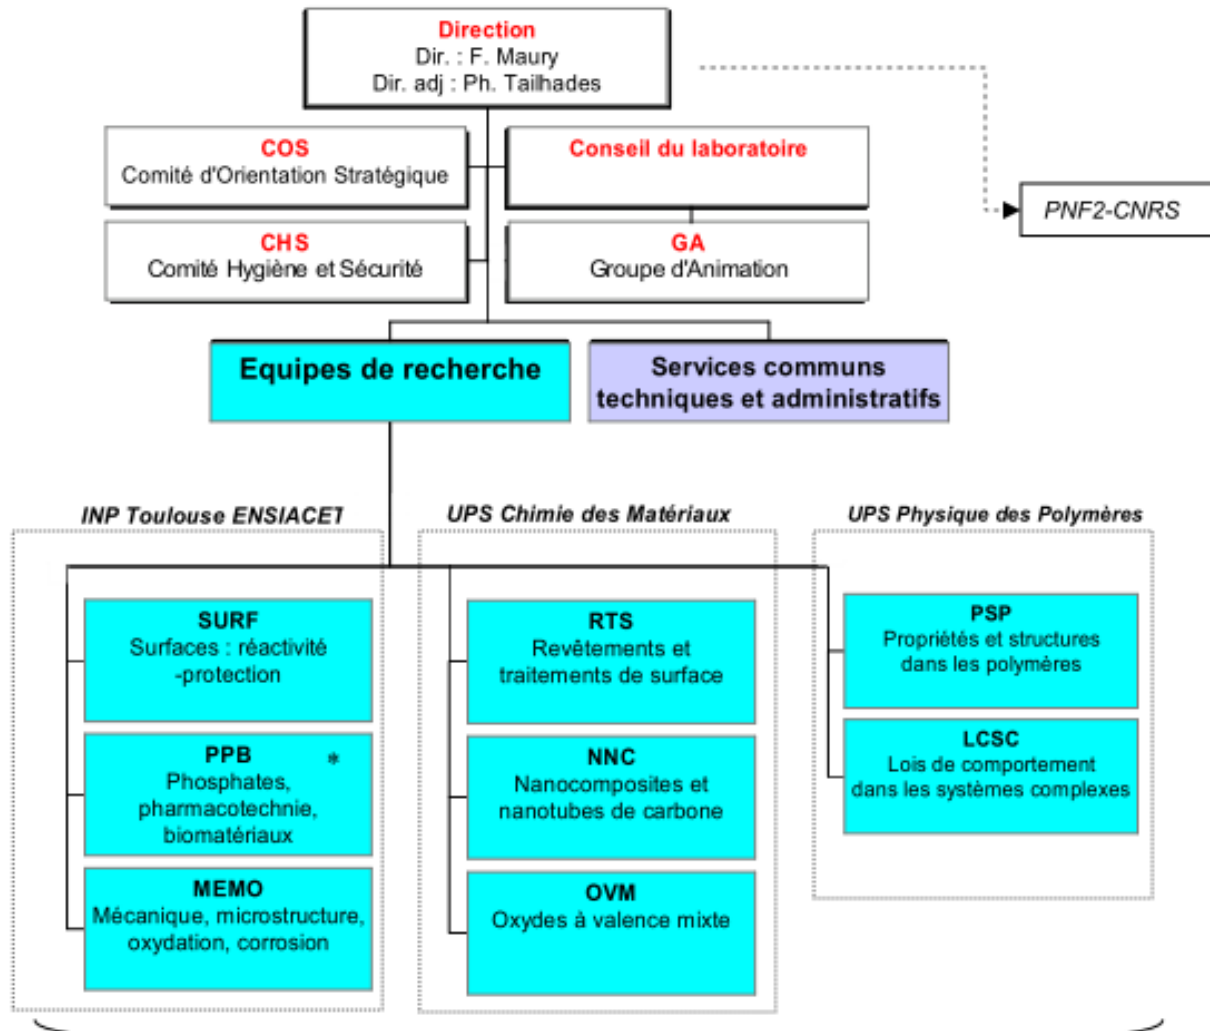 Direction
Dir. : F. Maury
Dir. adj : Ph. Tailhades
COS
Comité d'Orientation Stratégique
Conseil du laboratoire
PNF2-CNRS
CHS
Comité Hygiène et Sécurité
GA
Groupe d'Animation
Equipes de recherche
Services communs
techniques et administratifs
INP Toulouse ENSIACET
UPS Chimie des Matériaux
UPS Physique des Polymères
SURF
Surfaces : réactivité
-protection
PPB *
Phosphates,
pharmacotechnie,
biomatériaux
MEMO
Mécanique, microstructure,
oxydation, corrosion
RTS
Revêtements et
traitements de surface
NNC
Nanocomposites et
nanotubes de carbone
OVM
Oxydes à valence mixte
PSP
Propriétés et structures
dans les polymères
LCSC
Lois de comportement
dans les systèmes complexes